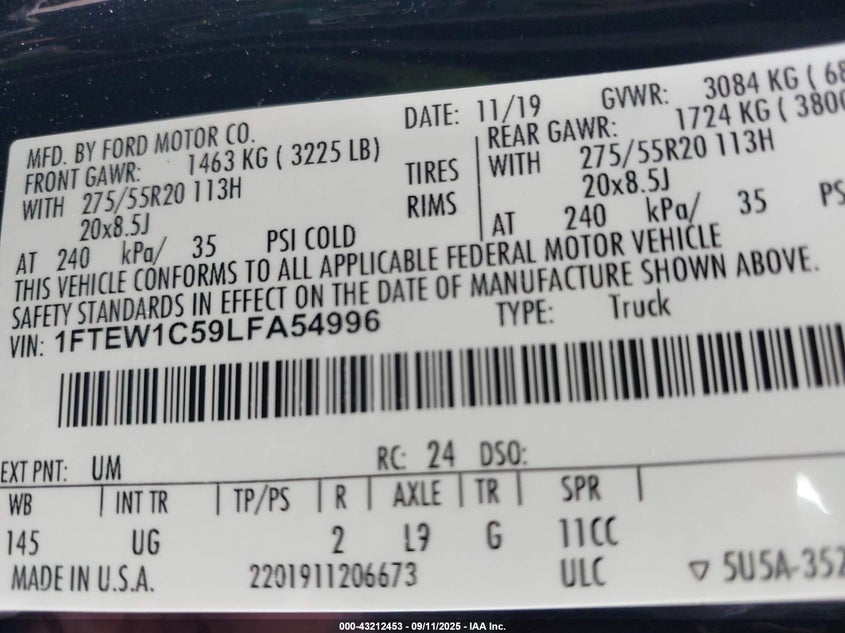 MFD. BY FORD MOTOR CO. DATE: 11/19 GVWR: 3084 KG ( 68
FRONT GAWR: 1463 KG ( 3225 LB) REAR GAWR: 1724 KG ( 3800
WITH 275/55R20 113H TIRES WITH 275/55R20 113H
20x8.5J RIMS 20x8.5J
AT 240 kPa/ 35 PSI COLD AT 240 kPa/ 35 PS
THIS VEHICLE CONFORMS TO ALL APPLICABLE FEDERAL MOTOR VEHICLE
SAFETY STANDARDS IN EFFECT ON THE DATE OF MANUFACTURE SHOWN ABOVE.
VIN: 1FTEW1C59LFA54996 TYPE: Truck
EXT PNT: UM RC: 24 DSO:
WB INT TR TP/PS R AXLE TR SPR
145 UG 2 L9 G 11CC
MADE IN U.S.A. 2201911206673 ULC ▽ 5U5A-352
000-43212453 - 09/11/2025 - IAA Inc.